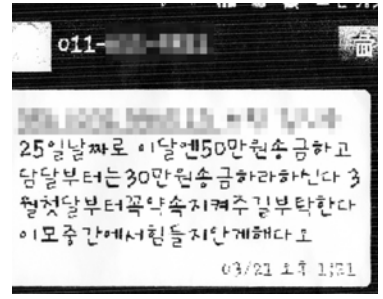 011-
25일날짜로 이달엔50만원송금하고
담달부터는30만원송금하라하신다 3
월첫달부터꼭약속지켜주길부탁한다
이모중간에서힘들지안게해다오
03/21 오후 1:31